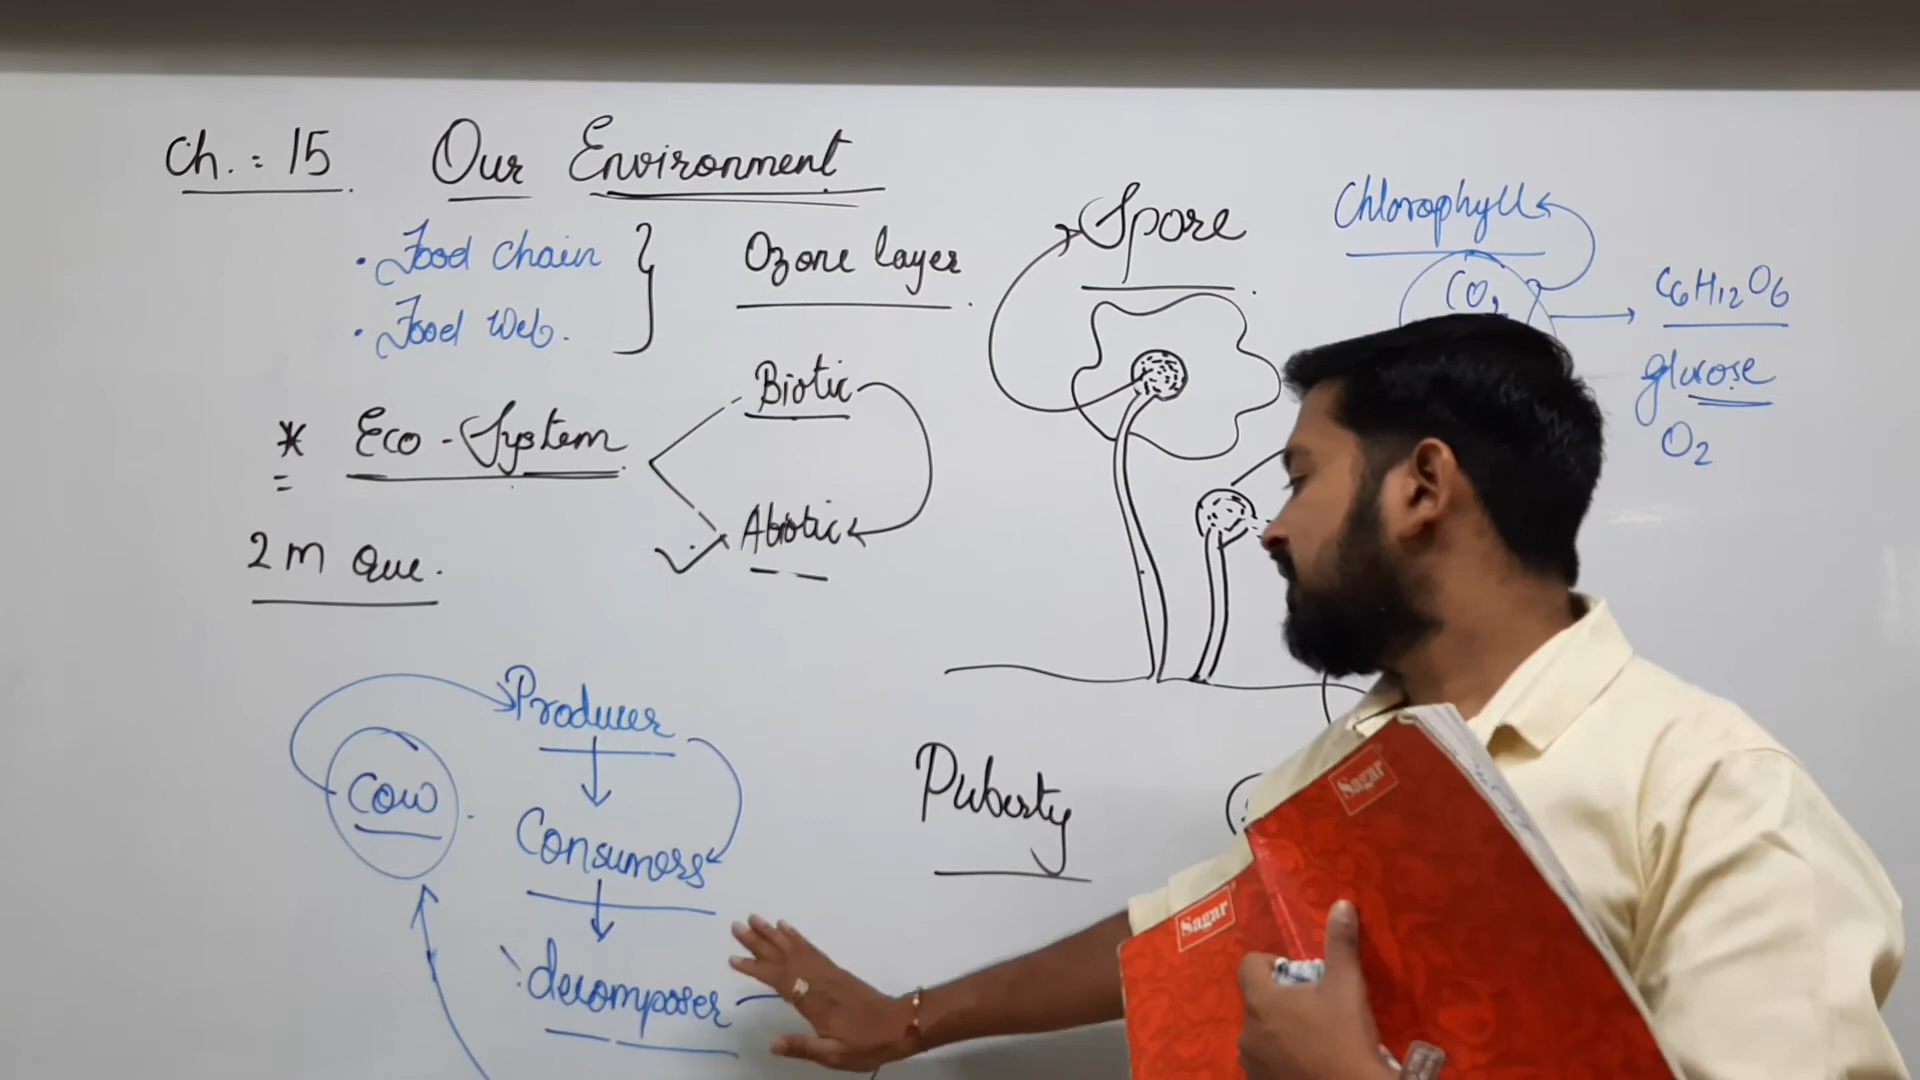 Ch. : 15 Our Environment
• Food Chain
• Food Web.
Ozone layer
* Eco-System
Biotic
Abiotic
2 m Que.
Producer
Cow
Consumers
decomposer
Spore
Puberty
Chlorophyll
CO2
C6H12O6
glucose
O2
Sagar
Sagar